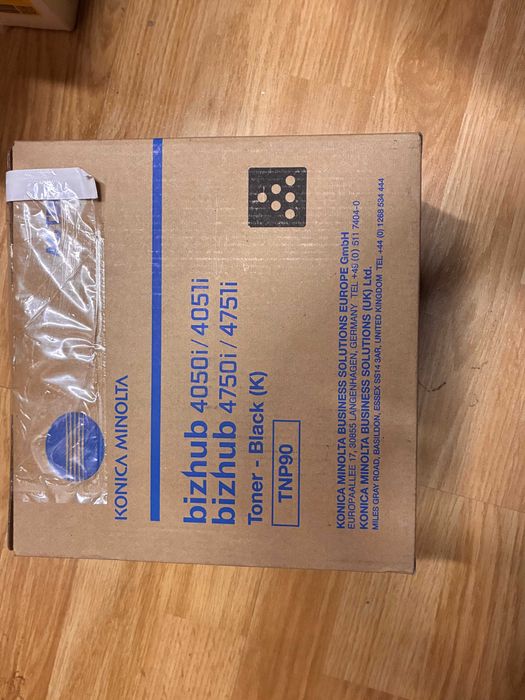 KONICA MINOLTA
bizhub 4050i / 4051i
bizhub 4750i / 4751i
Toner - Black (K)
TNP90
KONICA MINOLTA BUSINESS SOLUTIONS EUROPE GmbH
EUROPAALLEE 17, 30855 LANGENHAGEN, GERMANY TEL +49 (0) 511 7404-0
KONICA MINOLTA BUSINESS SOLUTIONS (UK) Ltd.
MILES GRAY ROAD, BASILDON, ESSEX SS14 3AR, UNITED KINGDOM TEL +44 (0) 1268 534 444